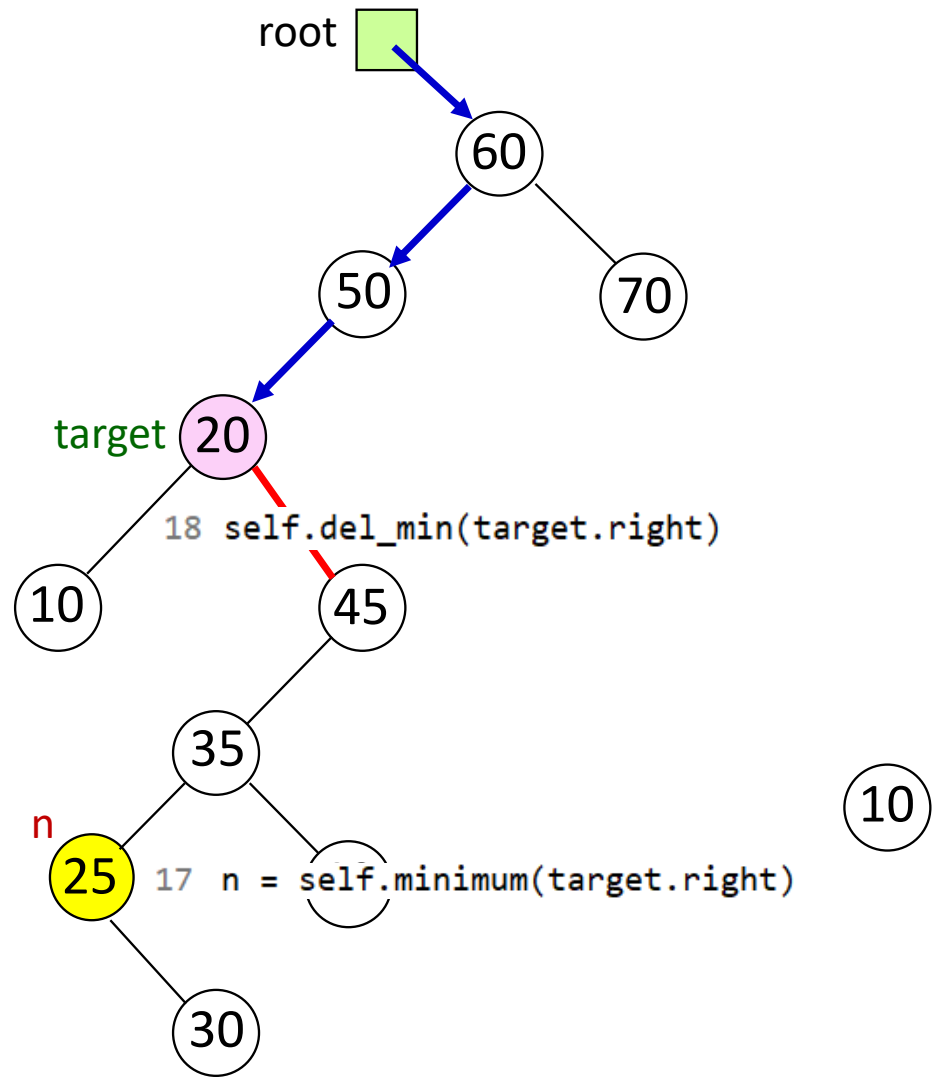 root
60
50
70
target
20
18 self.del_min(target.right)
10
45
35
10
n
25
17 n = self.minimum(target.right)
30